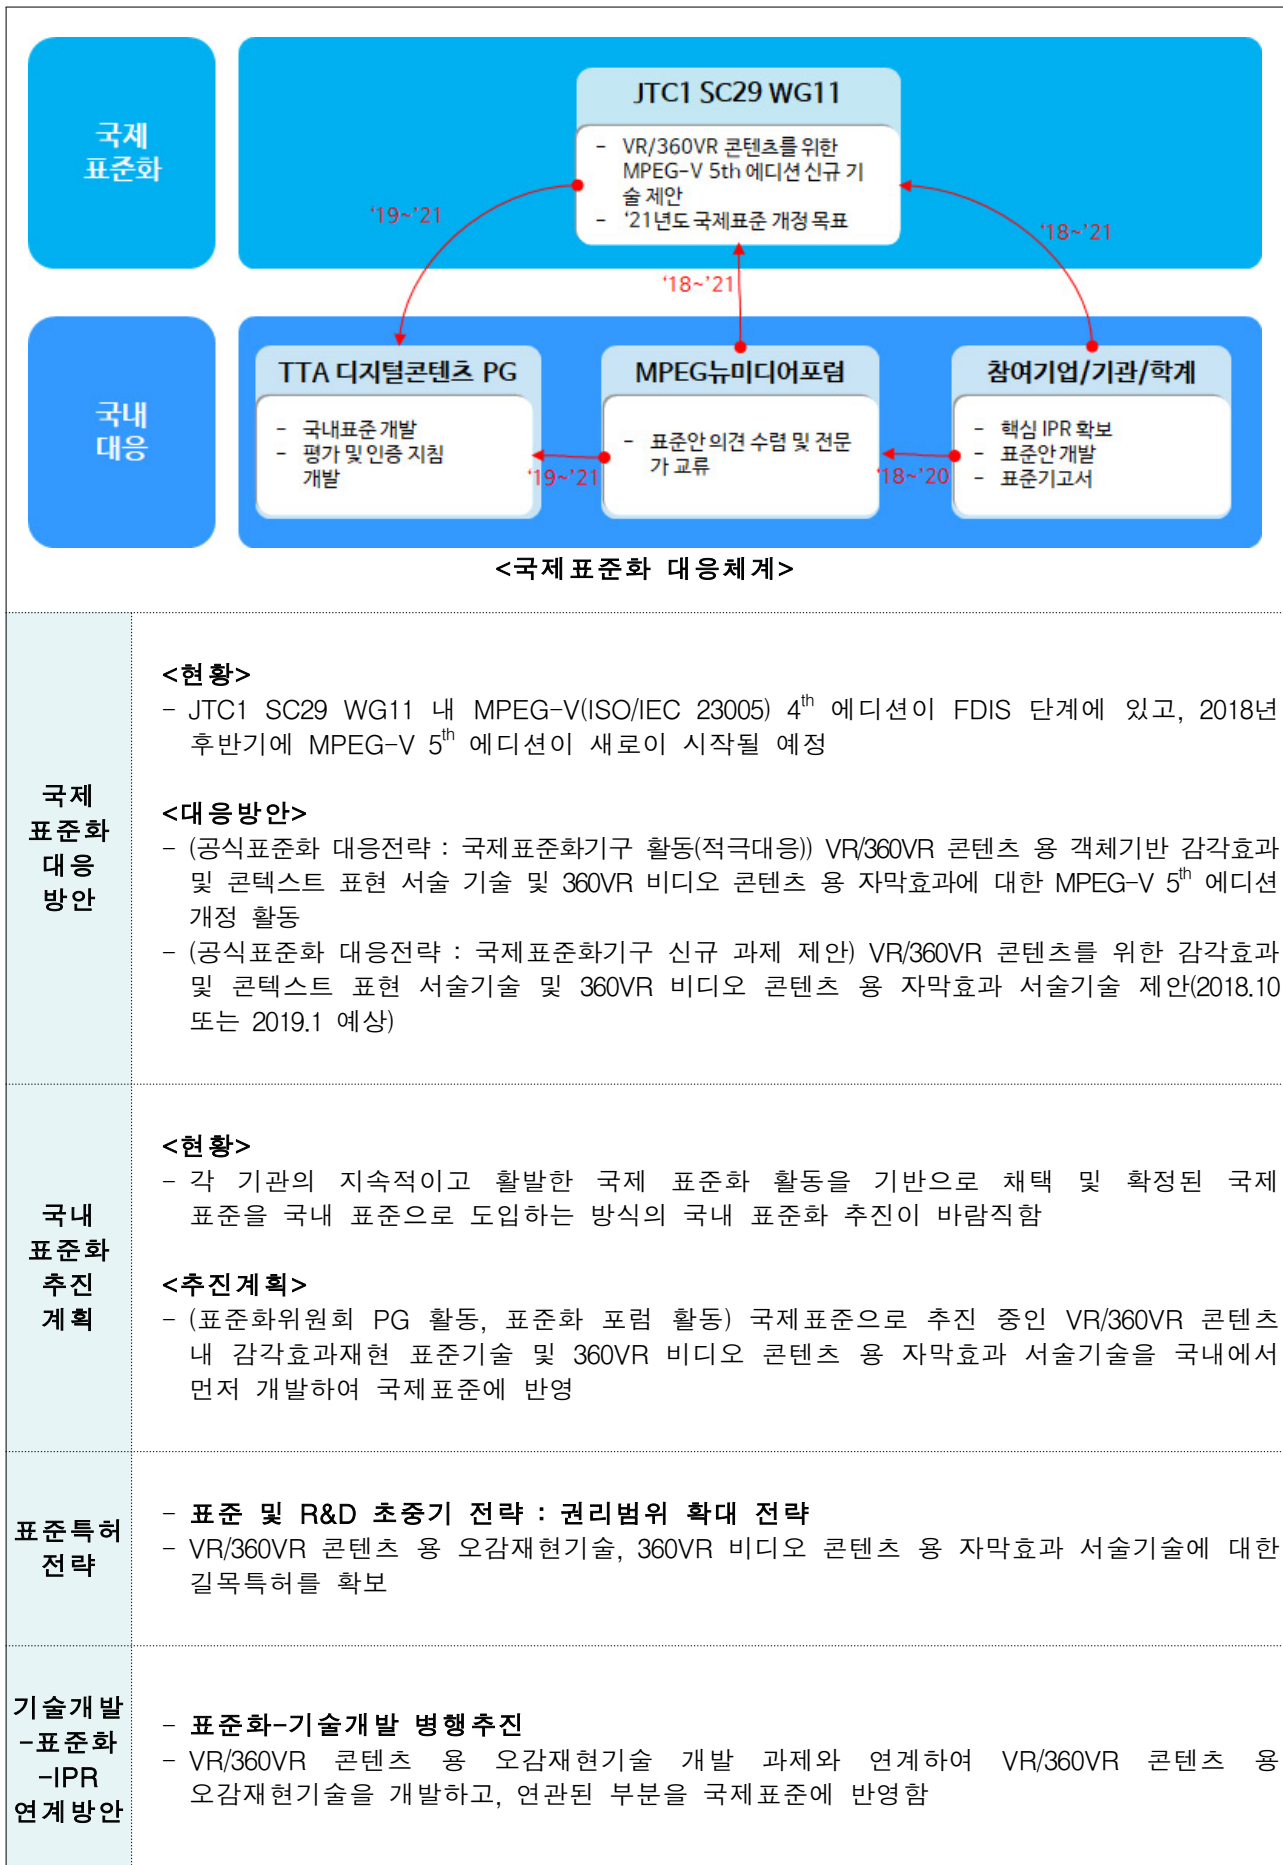 국제
표준화
JTC1 SC29 WG11
- VR/360VR 콘텐츠를 위한
MPEG-V 5th 에디션 신규 기
술 제안
- ‘21년도 국제표준 개정 목표
‘19~’21
‘18~’21
‘18~’21
국내
대응
TTA 디지털콘텐츠 PG
- 국내표준 개발
- 평가 및 인증 지침
개발
‘19~’21
MPEG뉴미디어포럼
- 표준안 의견 수렴 및 전문
가 교류
‘18~’20
참여기업/기관/학계
- 핵심 IPR 확보
- 표준안 개발
- 표준기고서
<국제표준화 대응체계>
국제
표준화
대응
방안
<현황>
- JTC1 SC29 WG11 내 MPEG-V(ISO/IEC 23005) 4th 에디션이 FDIS 단계에 있고, 2018년
후반기에 MPEG-V 5th 에디션이 새로이 시작될 예정
<대응방안>
- (공식표준화 대응전략 : 국제표준화기구 활동(적극대응)) VR/360VR 콘텐츠 용 객체기반 감각효과
및 콘텍스트 표현 서술 기술 및 360VR 비디오 콘텐츠 용 자막효과에 대한 MPEG-V 5th 에디션
개정 활동
- (공식표준화 대응전략 : 국제표준화기구 신규 과제 제안) VR/360VR 콘텐츠를 위한 감각효과
및 콘텍스트 표현 서술기술 및 360VR 비디오 콘텐츠 용 자막효과 서술기술 제안(2018.10
또는 2019.1 예상)
국내
표준화
추진
계획
<현황>
- 각 기관의 지속적이고 활발한 국제 표준화 활동을 기반으로 채택 및 확정된 국제
표준을 국내 표준으로 도입하는 방식의 국내 표준화 추진이 바람직함
<추진계획>
- (표준화위원회 PG 활동, 표준화 포럼 활동) 국제표준으로 추진 중인 VR/360VR 콘텐츠
내 감각효과재현 표준기술 및 360VR 비디오 콘텐츠 용 자막효과 서술기술을 국내에서
먼저 개발하여 국제표준에 반영
표준특허
전략
- 표준 및 R&D 초중기 전략 : 권리범위 확대 전략
- VR/360VR 콘텐츠 용 오감재현기술, 360VR 비디오 콘텐츠 용 자막효과 서술기술에 대한
길목특허를 확보
기술개발
-표준화
-IPR
연계방안
- 표준화-기술개발 병행추진
- VR/360VR 콘텐츠 용 오감재현기술 개발 과제와 연계하여 VR/360VR 콘텐츠 용
오감재현기술을 개발하고, 연관된 부분을 국제표준에 반영함